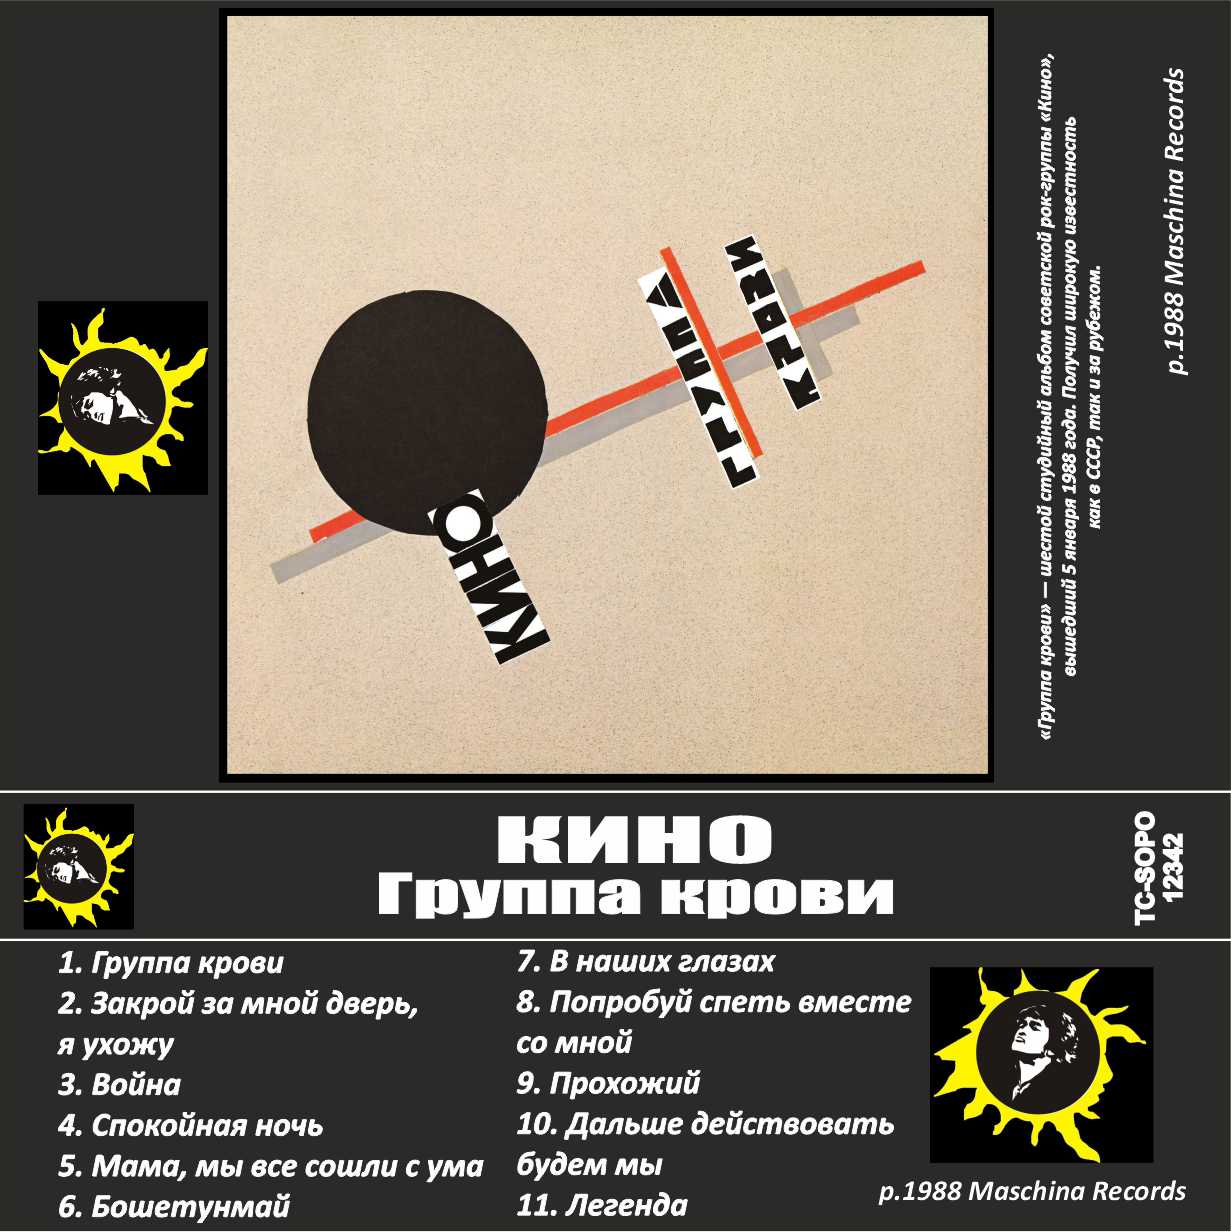 КИНО
ГРУППА
КРОВИ
«Группа крови» — шестой студийный альбом советской рок-группы «Кино»,
вышедший 5 января 1988 года. Получил широкую известность
как в СССР, так и за рубежом.
p.1988 Maschina Records
КИНО
Группа крови
TC-SOPO
12342
1. Группа крови
2. Закрой за мной дверь,
я ухожу
3. Война
4. Спокойная ночь
5. Мама, мы все сошли с ума
6. Бошетунмай
7. В наших глазах
8. Попробуй спеть вместе
со мной
9. Прохожий
10. Дальше действовать
будем мы
11. Легенда
p.1988 Maschina Records